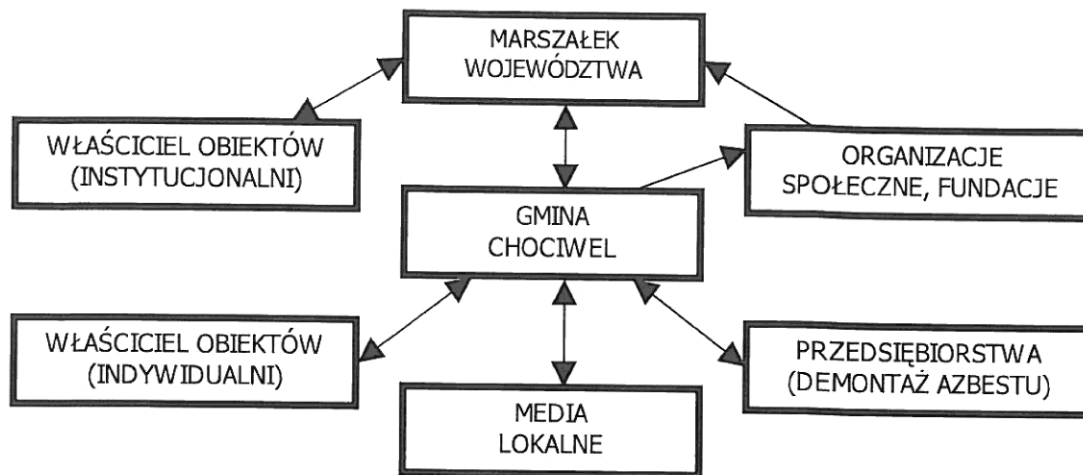 MARSZAŁEK
WOJEWÓDZTWA
WŁAŚCICIEL OBIEKTÓW
(INSTYTUCJONALNI)
ORGANIZACJE
SPOŁECZNE, FUNDACJE
GMINA
CHOCIWEL
WŁAŚCICIEL OBIEKTÓW
(INDYWIDUALNI)
PRZEDSIĘBIORSTWA
(DEMONTAŻ AZBESTU)
MEDIA
LOKALNE